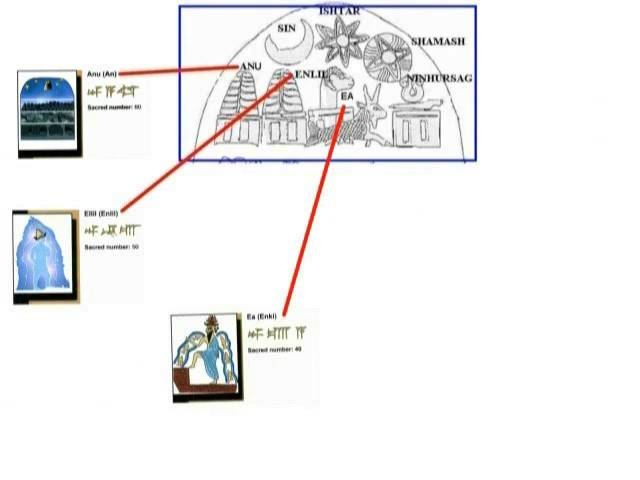 ISHTAR
SIN
SHAMASH
ANU
ENLIL
NINHURSAG
EA
Anu (An)
Sacred number: 60
Ellil (Enlil)
Sacred number: 50
Ea (Enki)
Sacred number: 40